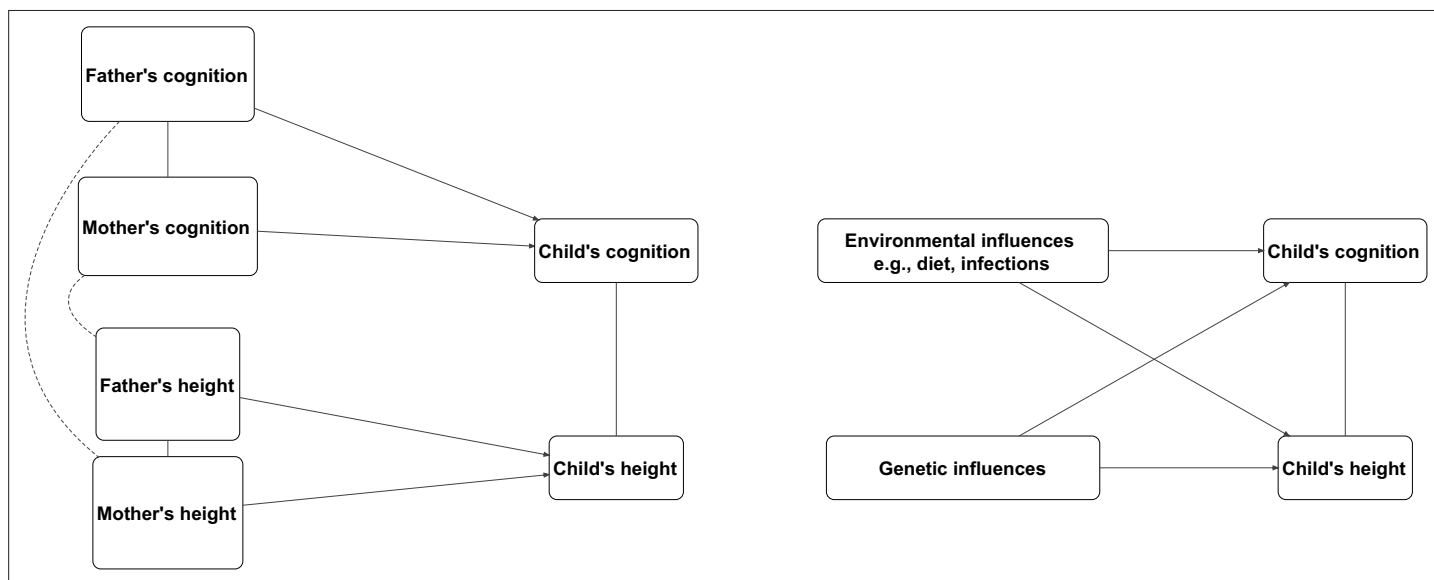 Father's cognition
Mother's cognition
Father's height
Mother's height
Child's cognition
Child's height
Environmental influences
e.g., diet, infections
Genetic influences
Child's cognition
Child's height